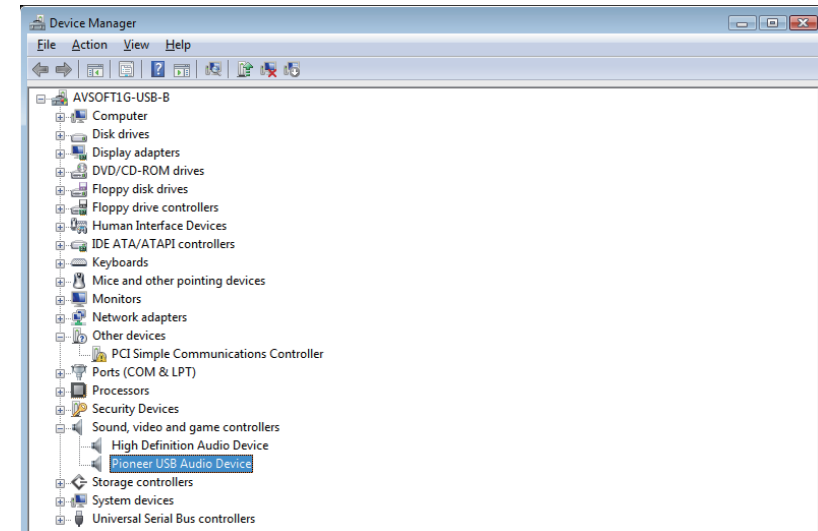 Device Manager
File Action View Help
AVSOFT1G-USB-B
Computer
Disk drives
Display adapters
DVD/CD-ROM drives
Floppy disk drives
Floppy drive controllers
Human Interface Devices
IDE ATA/ATAPI controllers
Keyboards
Mice and other pointing devices
Monitors
Network adapters
Other devices
PCI Simple Communications Controller
Ports (COM & LPT)
Processors
Security Devices
Sound, video and game controllers
High Definition Audio Device
Pioneer USB Audio Device
Storage controllers
System devices
Universal Serial Bus controllers